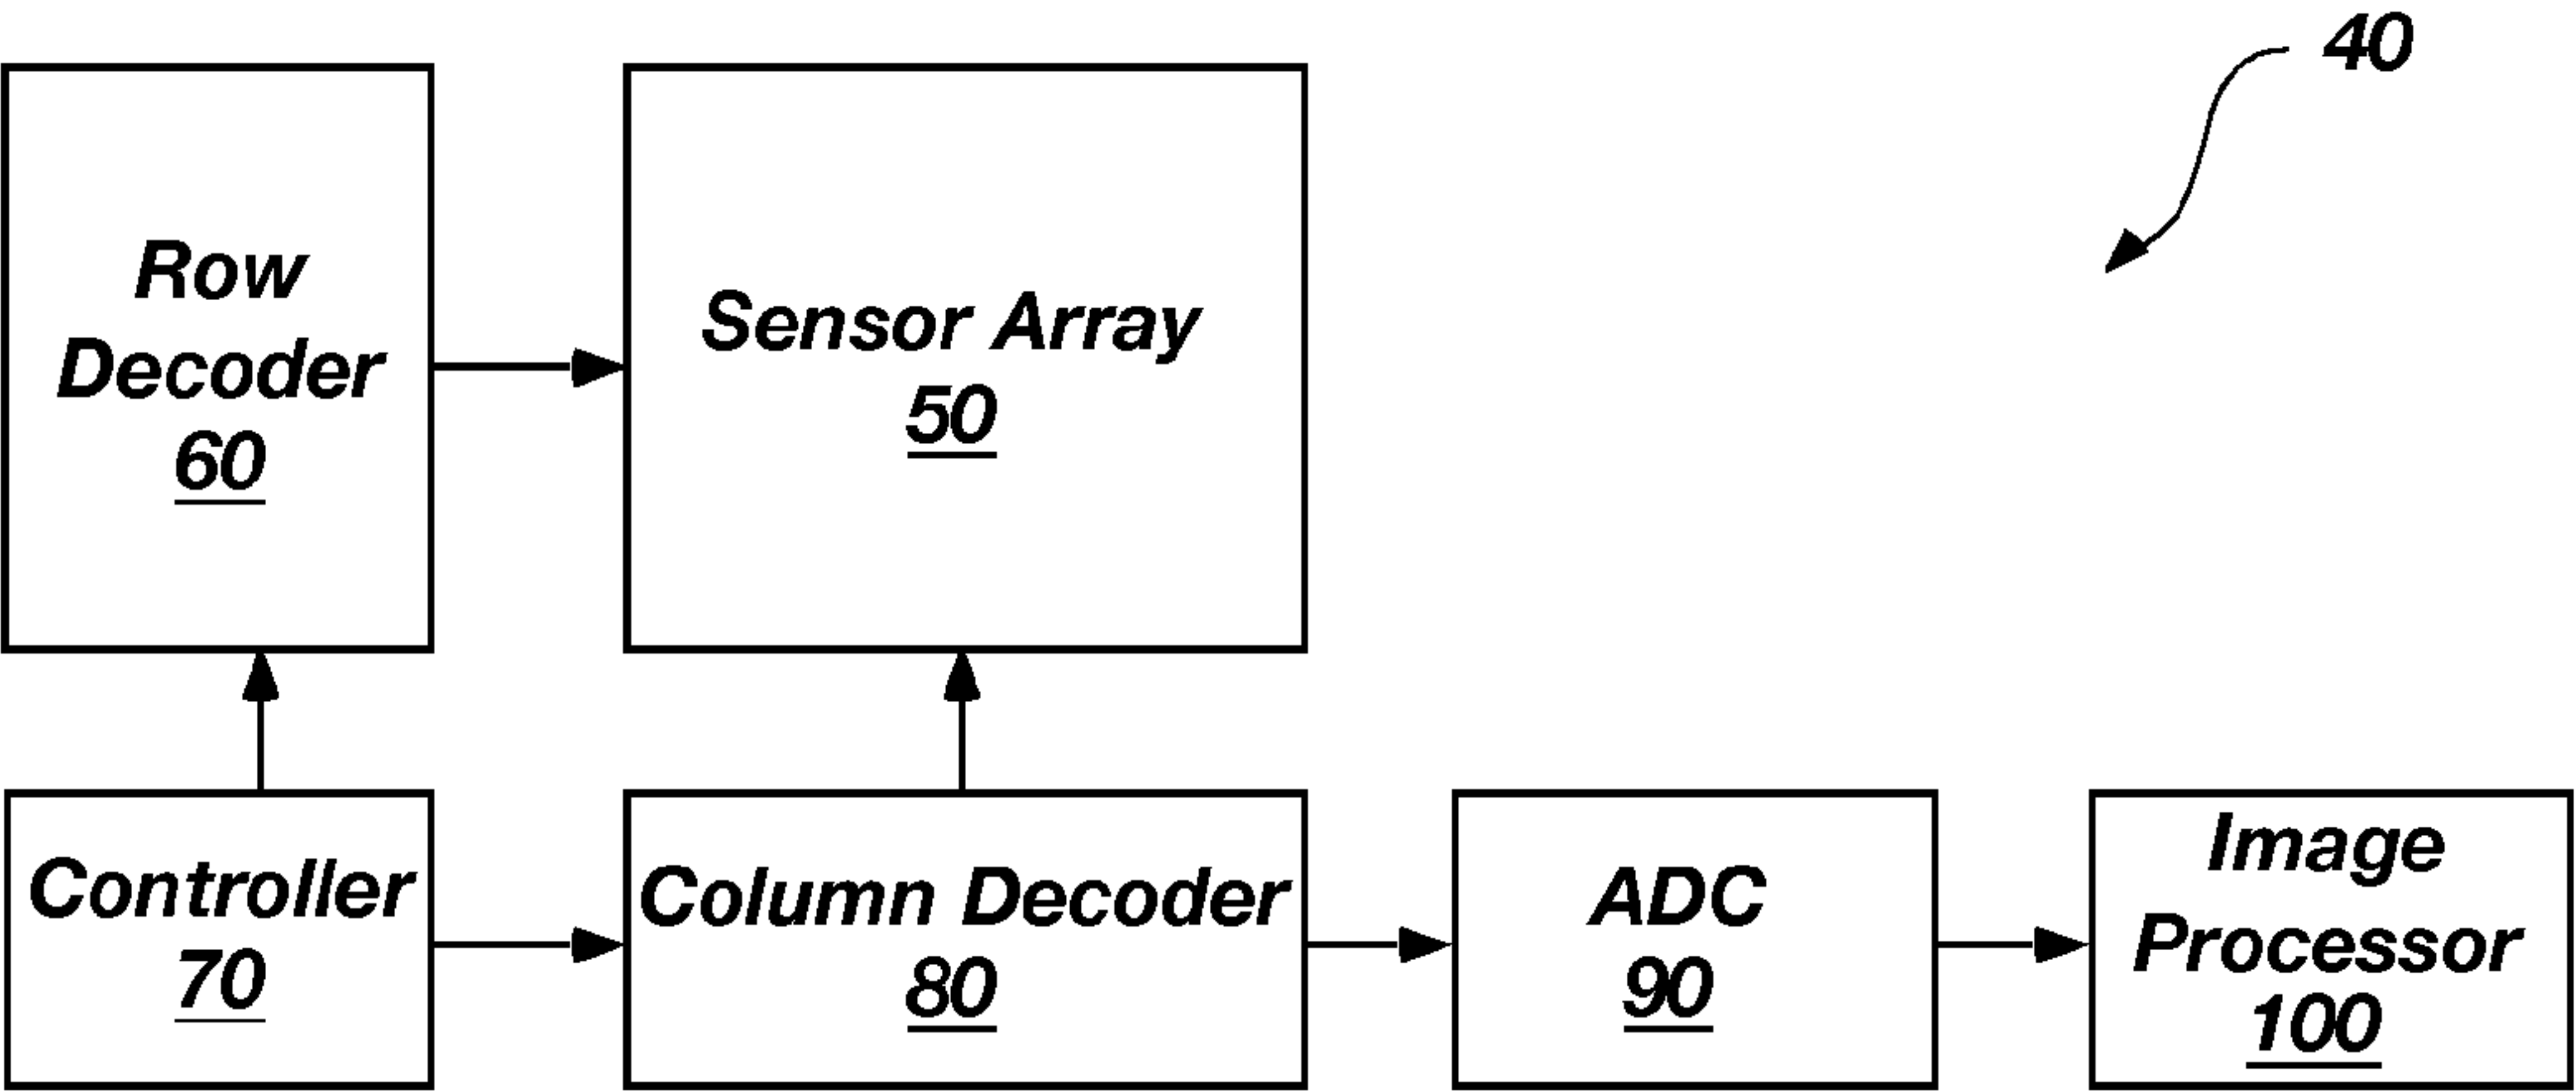 40
Row
Decoder
60
Sensor Array
50
Controller
70
Column Decoder
80
ADC
90
Image
Processor
100